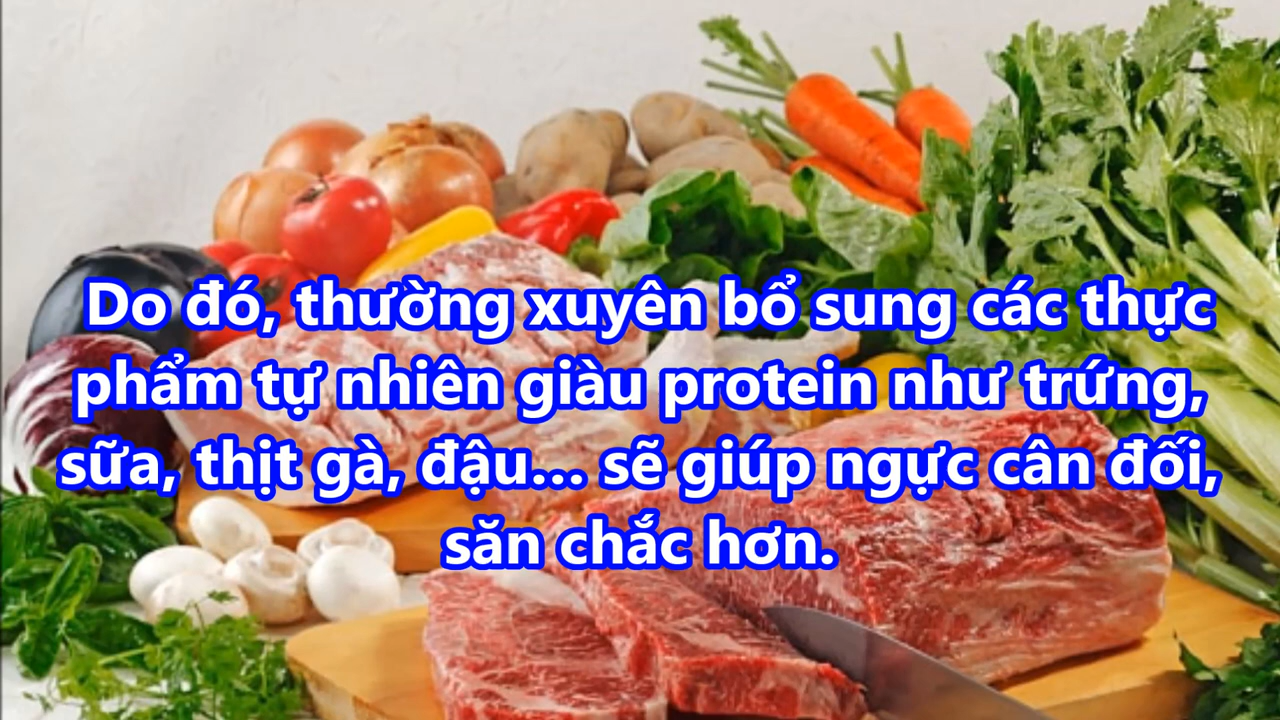 Do đó, thường xuyên bổ sung các thực
phẩm tự nhiên giàu protein như trứng,
sữa, thịt gà, đậu... sẽ giúp ngực cân đối,
săn chắc hơn.